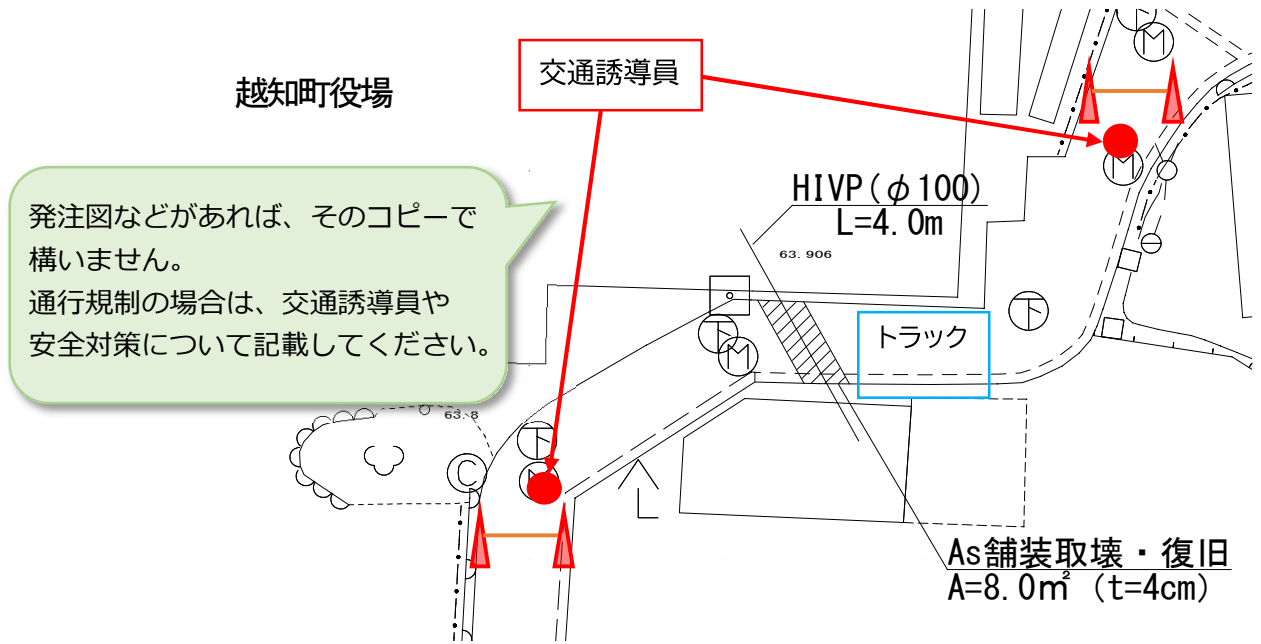 越知町役場
交通誘導員
発注図などがあれば、そのコピーで
構いません。
通行規制の場合は、交通誘導員や
安全対策について記載してください。
HIVP(φ100)
L=4.0m
63.906
トラック
63.8
As舗装取壊・復旧
A=8.0㎡ (t=4cm)
下
M
M
M
下
下
M
C